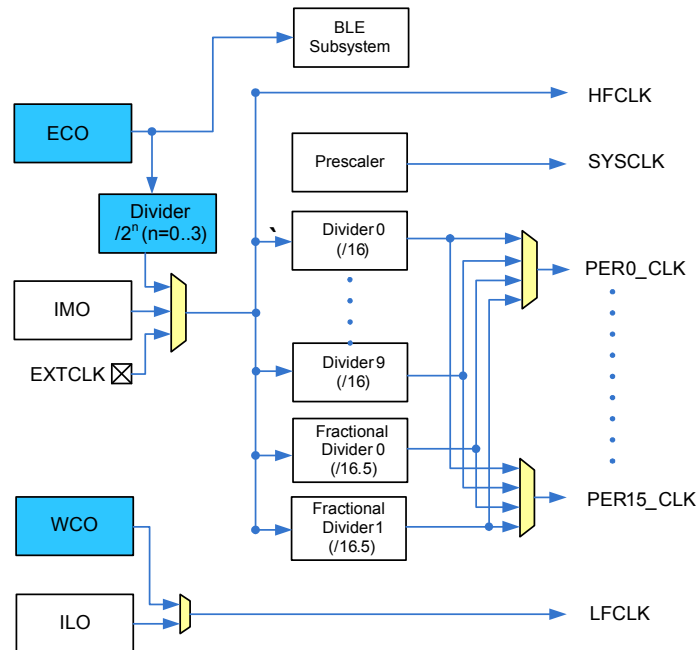 BLE
Subsystem
HFCLK
ECO
Prescaler
SYSCLK
Divider
/2ⁿ (n=0..3)
`
Divider 0
(/16)
PER0_CLK
IMO
EXTCLK
Divider 9
(/16)
Fractional
Divider 0
(/16.5)
WCO
Fractional
Divider 1
(/16.5)
PER15_CLK
ILO
LFCLK